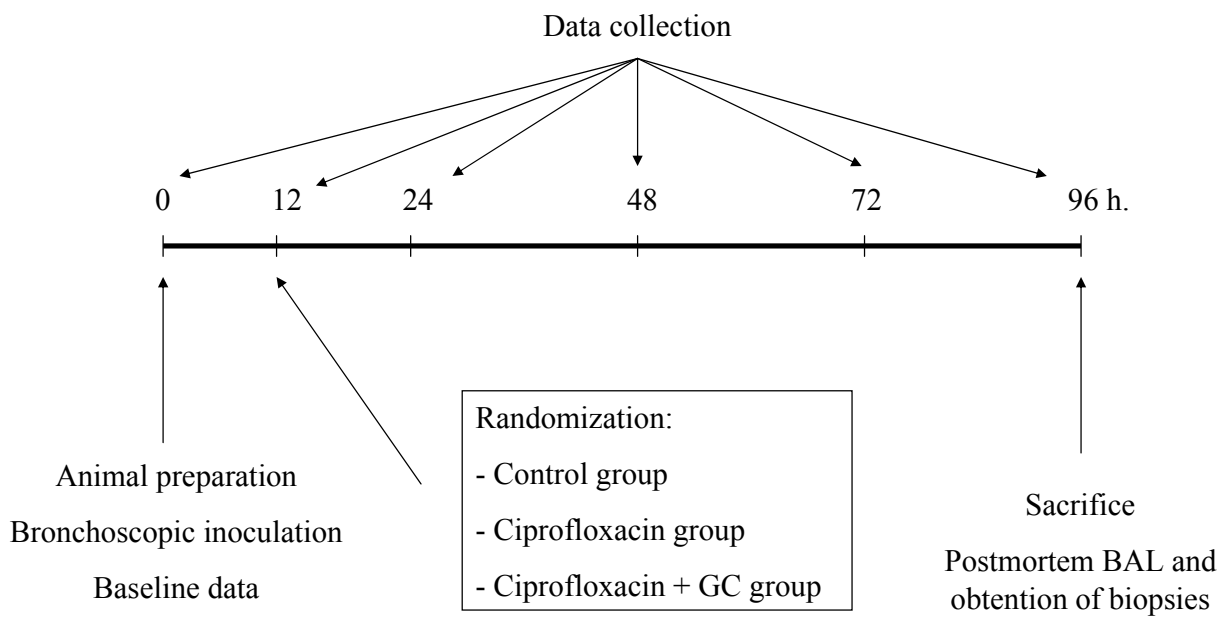 Data collection
0 12 24 48 72 96 h.
Randomization:
- Control group
- Ciprofloxacin group
- Ciprofloxacin + GC group
Animal preparation
Bronchoscopic inoculation
Baseline data
Sacrifice
Postmortem BAL and
obtention of biopsies